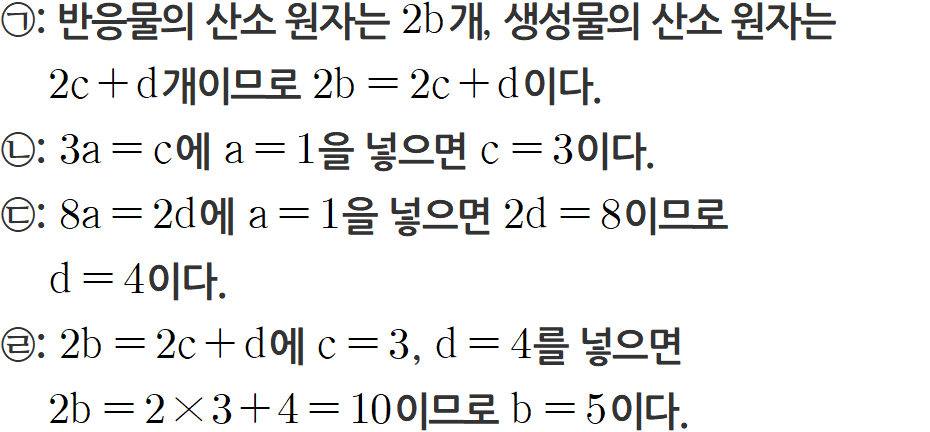 ㉠: 반응물의 산소 원자는 2b개, 생성물의 산소 원자는
2c+d개이므로 2b=2c+d이다.
㉡: 3a=c에 a=1을 넣으면 c=3이다.
㉢: 8a=2d에 a=1을 넣으면 2d=8이므로
d=4이다.
㉣: 2b=2c+d에 c=3, d=4를 넣으면
2b=2×3+4=10이므로 b=5이다.